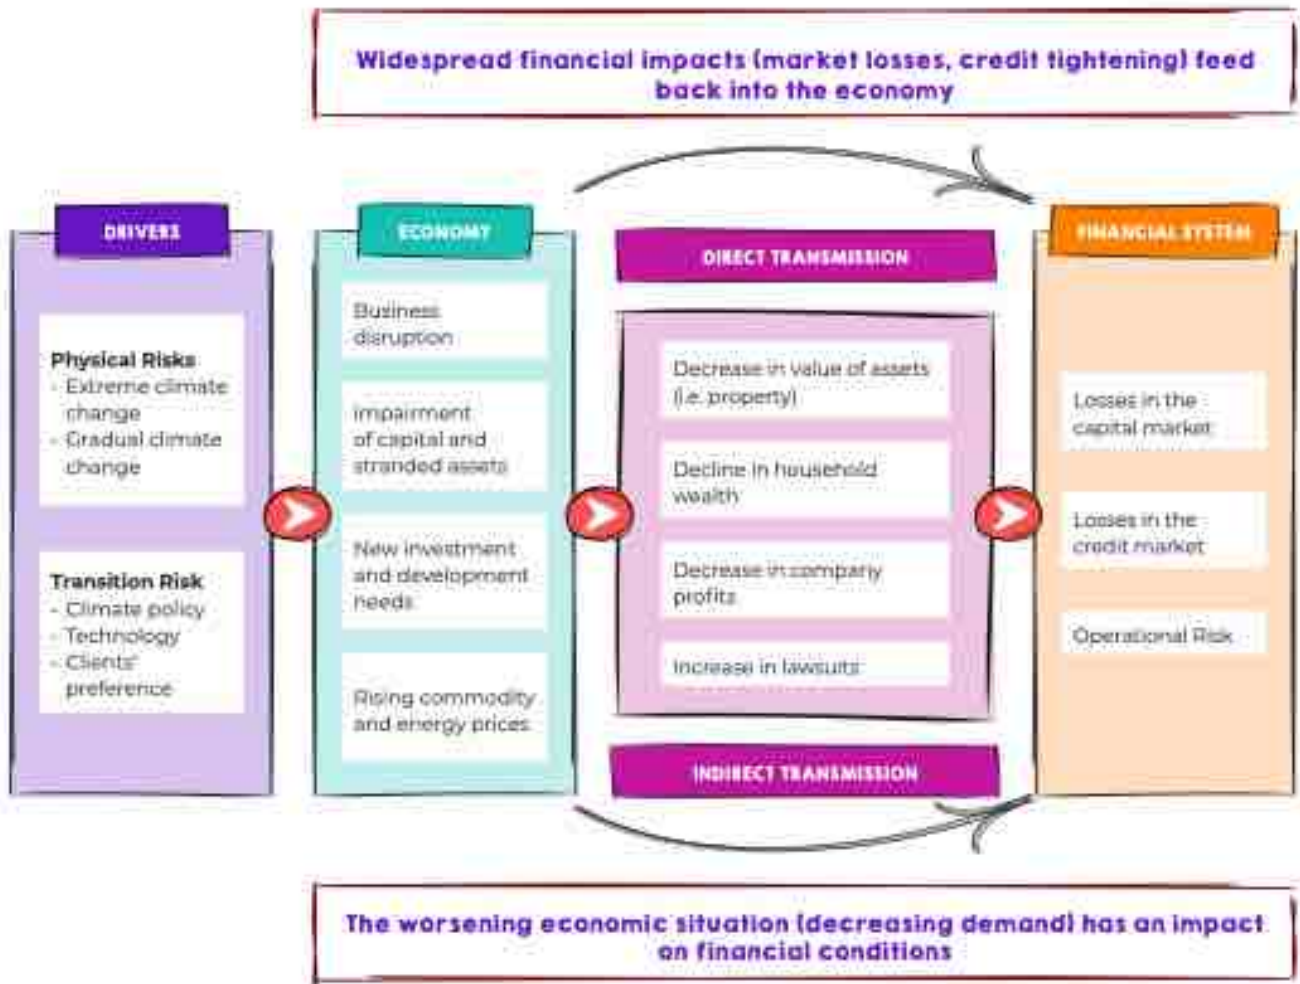 Widespread financial impacts (market losses, credit tightening) feed
back into the economy
DRIVERS
Physical Risks
- Extreme climate
change
- Gradual climate
change
Transition Risk
- Climate policy
- Technology
- Clients'
preference
ECONOMY
Business
disruption
Impairment
of capital and
stranded assets
New investment
and development
needs
Rising commodity
and energy prices
DIRECT TRANSMISSION
Decrease in value of assets
(i.e. property)
Decline in household
wealth
Decrease in company
profits
Increase in lawsuits
INDIRECT TRANSMISSION
FINANCIAL SYSTEM
Losses in the
capital market
Losses in the
credit market
Operational Risk
The worsening economic situation (decreasing demand) has an impact
on financial conditions